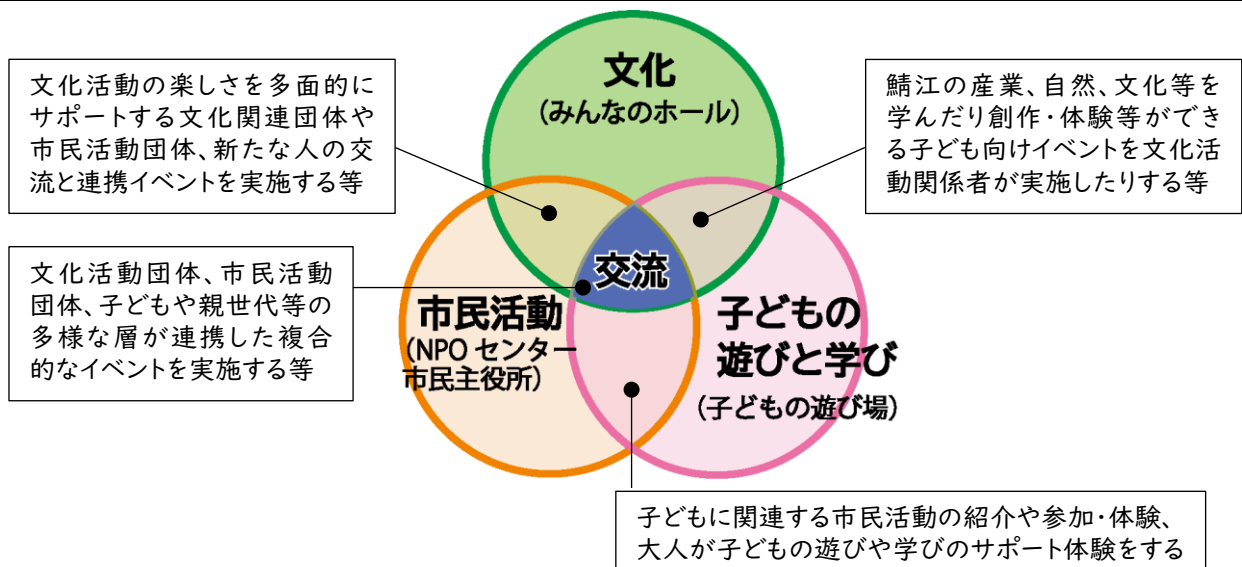 文化
(みんなのホール)
文化活動の楽しさを多面的に
サポートする文化関連団体や
市民活動団体、新たな人の交
流と連携イベントを実施する等
鯖江の産業、自然、文化等を
学んだり創作・体験等ができ
る子ども向けイベントを文化活
動関係者が実施したりする等
文化活動団体、市民活動
団体、子どもや親世代等の
多様な層が連携した複合
的なイベントを実施する等
交流
市民活動
(NPO センター
市民主役所)
子どもの
遊びと学び
(子どもの遊び場)
子どもに関連する市民活動の紹介や参加・体験、
大人が子どもの遊びや学びのサポート体験をする